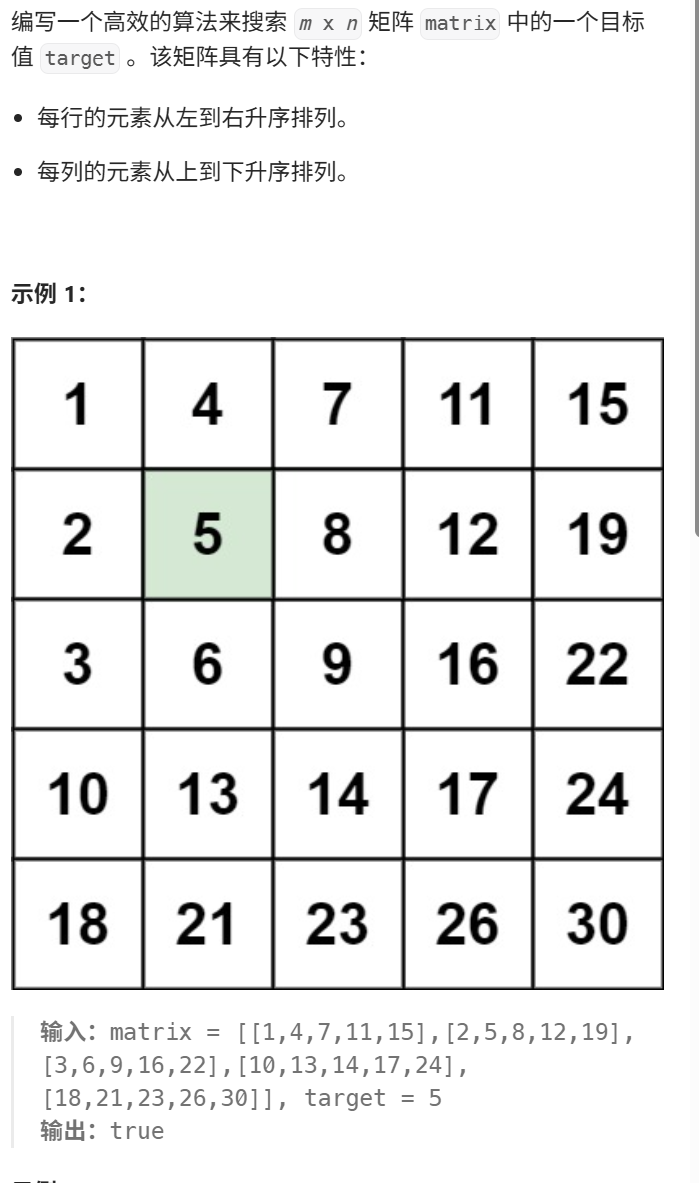 编写一个高效的算法来搜索 m x n 矩阵 matrix 中的一个目标
值 target 。该矩阵具有以下特性：
每行的元素从左到右升序排列。
每列的元素从上到下升序排列。
示例 1：
1 4 7 11 15
2 5 8 12 19
3 6 9 16 22
10 13 14 17 24
18 21 23 26 30
输入：matrix = [[1,4,7,11,15],[2,5,8,12,19],
[3,6,9,16,22],[10,13,14,17,24],
[18,21,23,26,30]], target = 5
输出：true